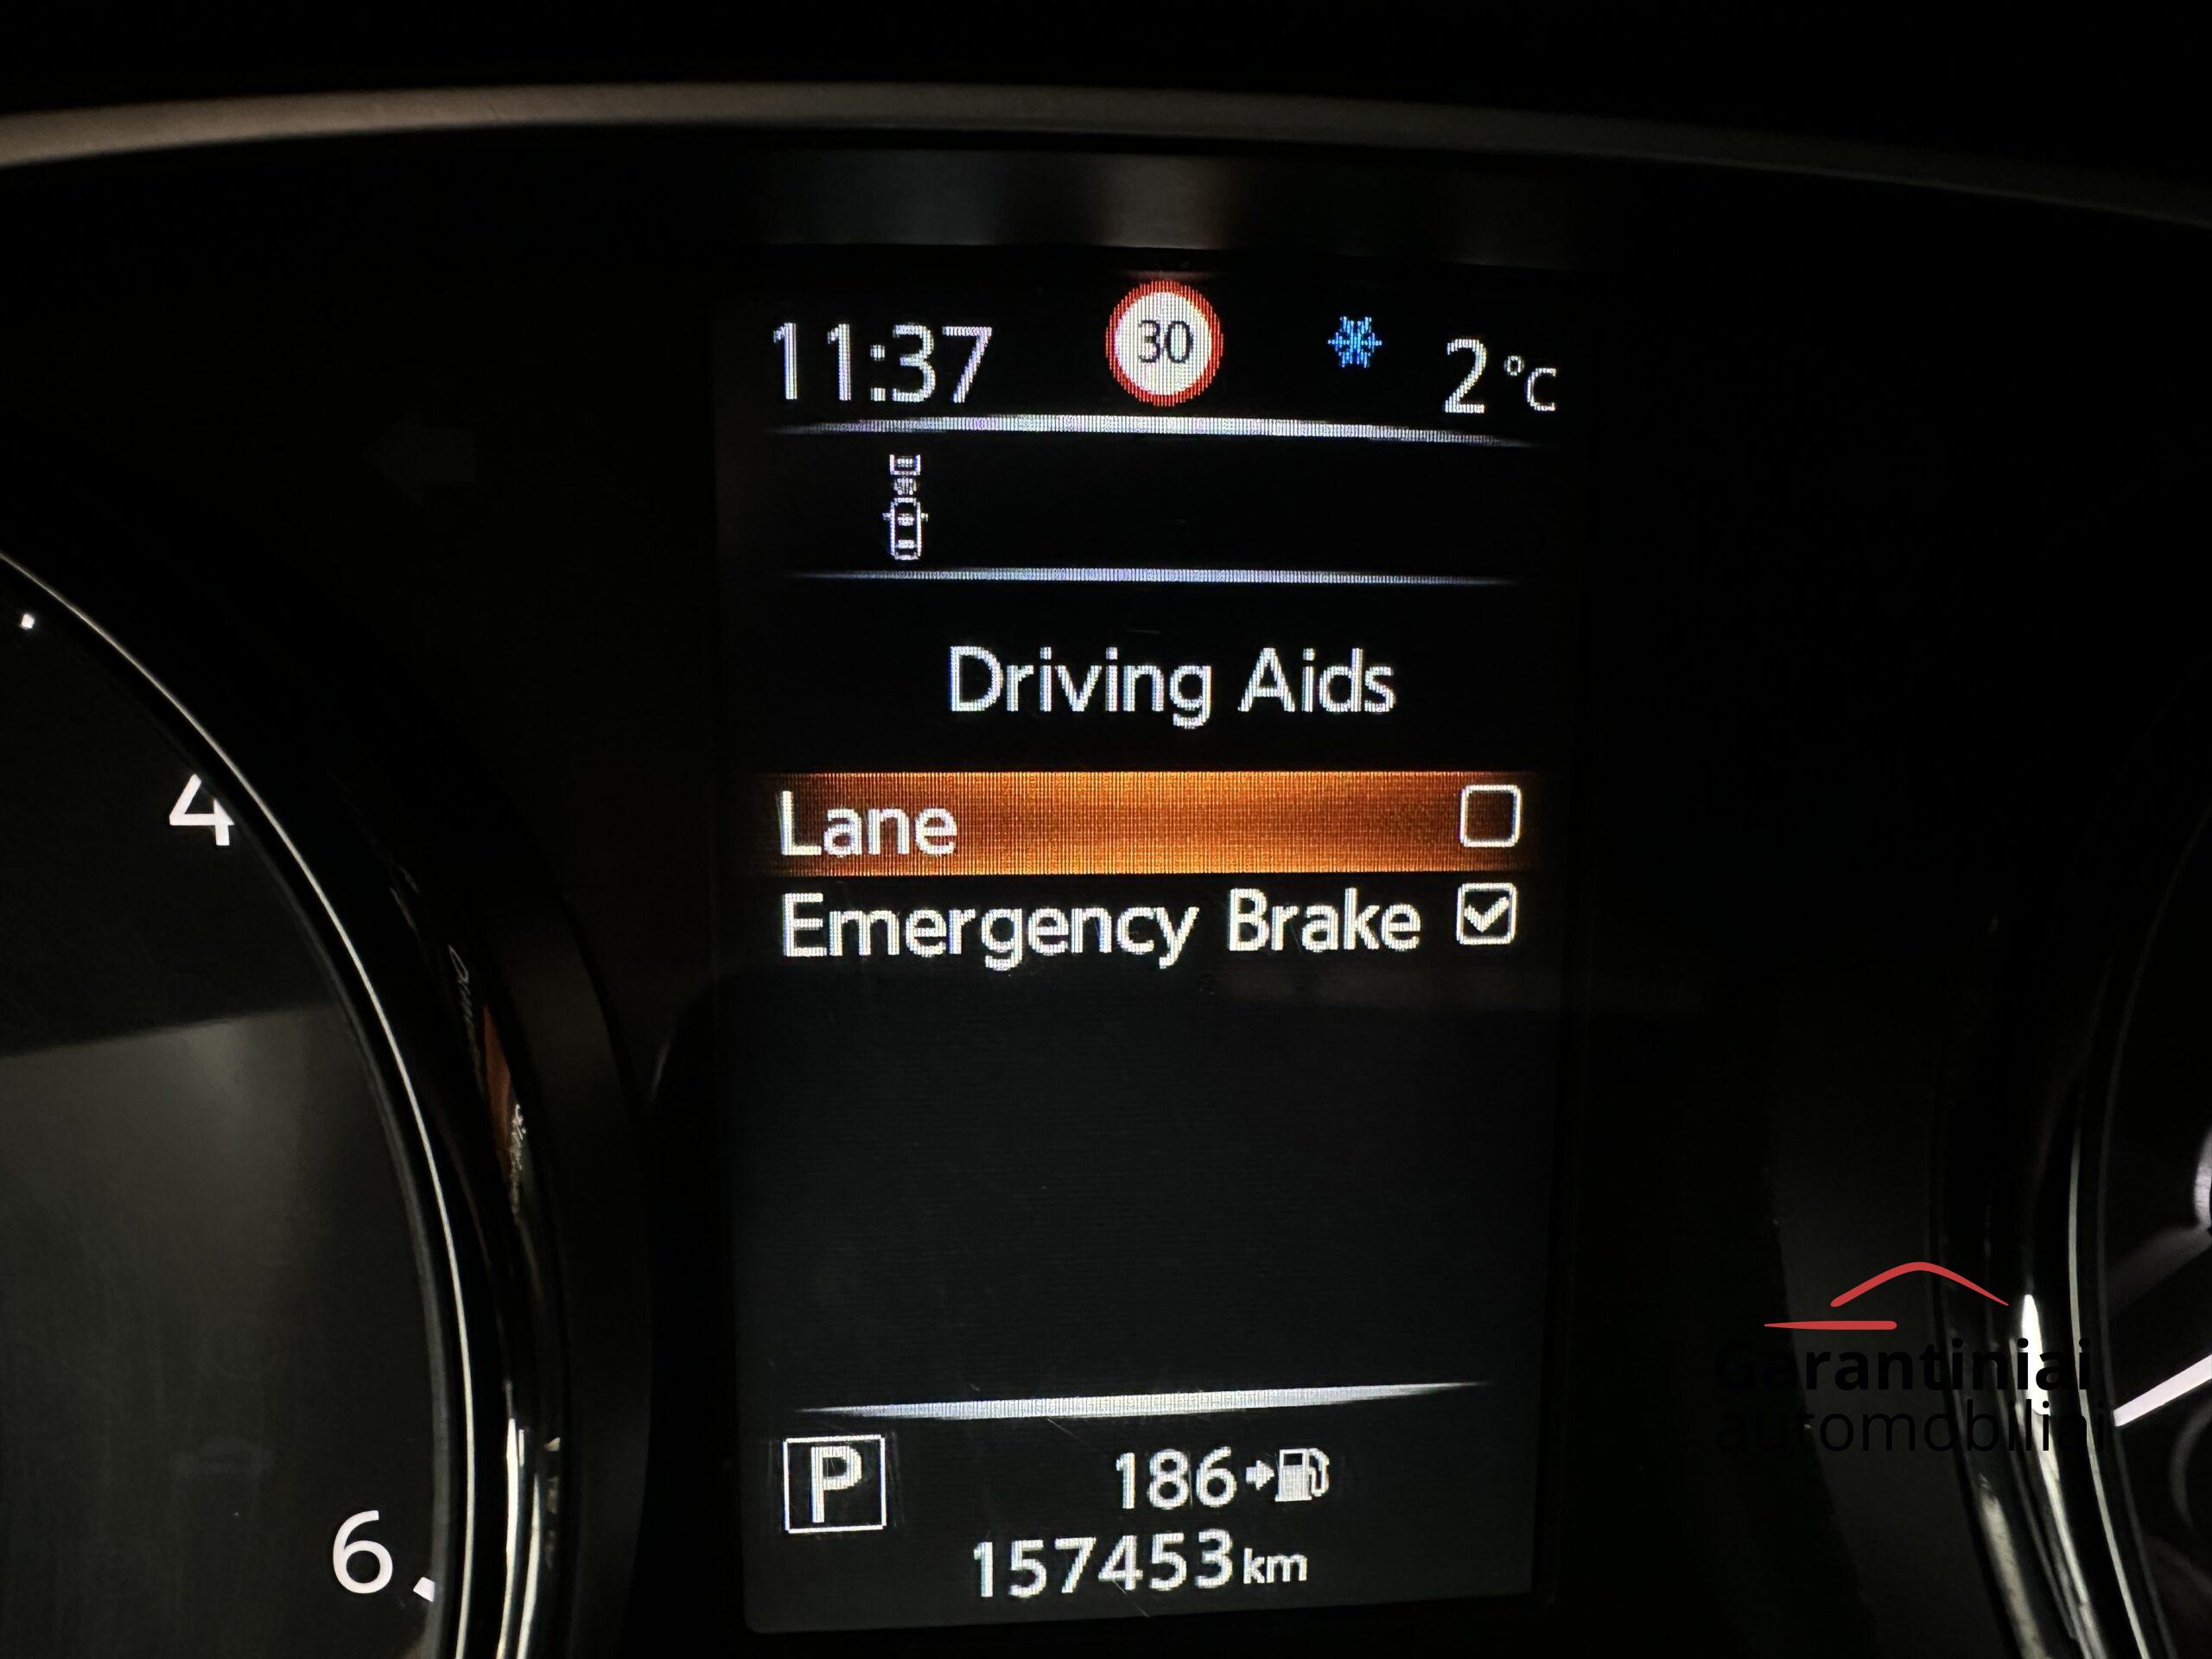 11:37 30 2°C
Driving Aids
Lane
Emergency Brake
4
6
P 186
157453km
Garantiniai
automobiliai